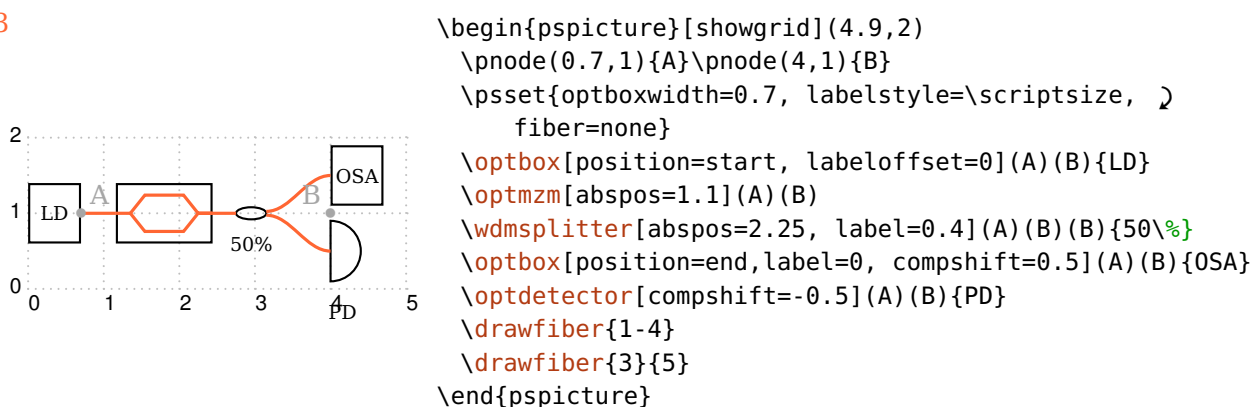 3
2
1
0
0 1 2 3 4 5
LD
A
B
OSA
50%
PD
\begin{pspicture}[showgrid](4.9,2)
\pnode(0.7,1){A}\pnode(4,1){B}
\psset{optboxwidth=0.7, labelstyle=\scriptsize,
fiber=none}
\optbox[position=start, labeloffset=0](A)(B){LD}
\optmzm[abspos=1.1](A)(B)
\wdmsplitter[abspos=2.25, label=0.4](A)(B)(B){50\%}
\optbox[position=end,label=0, compshift=0.5](A)(B){OSA}
\optdetector[compshift=-0.5](A)(B){PD}
\drawfiber{1-4}
\drawfiber{3}{5}
\end{pspicture}